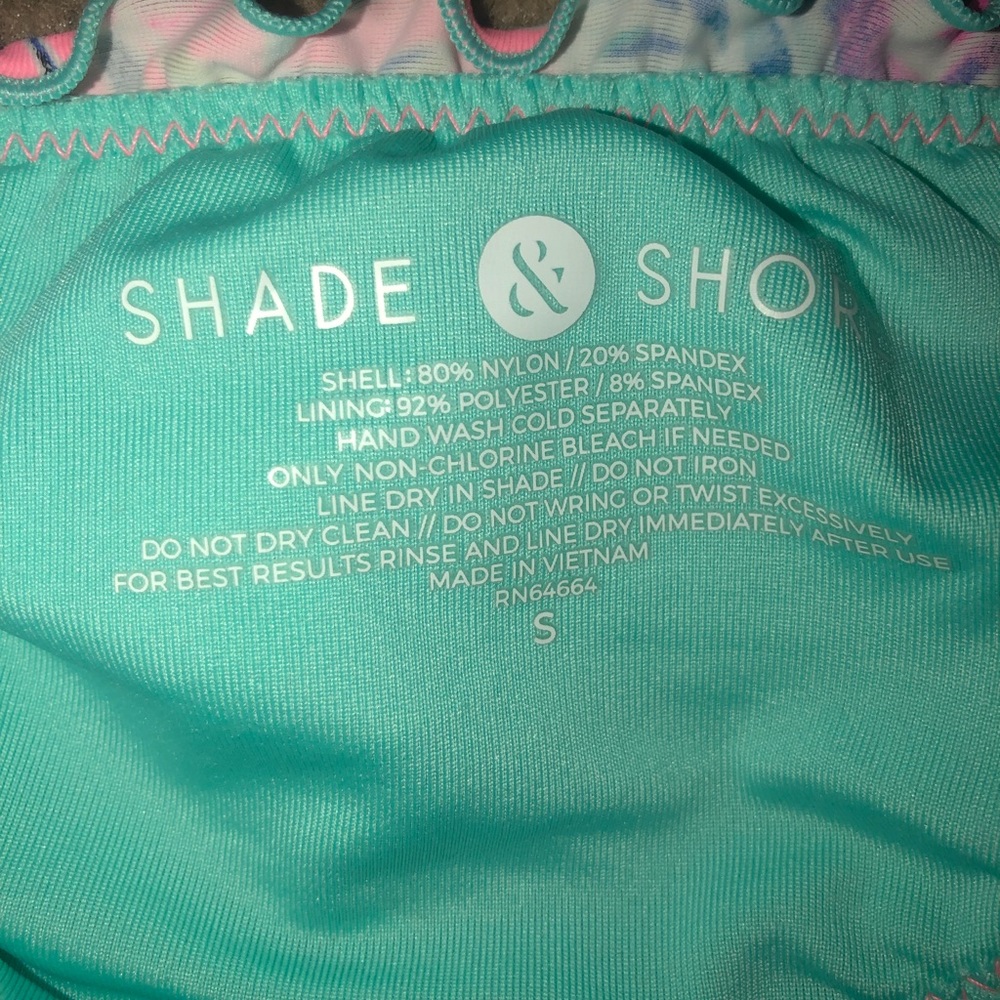 SHADE & SHOR
SHELL: 80% NYLON / 20% SPANDEX
LINING: 92% POLYESTER / 8% SPANDEX
HAND WASH COLD SEPARATELY
ONLY NON-CHLORINE BLEACH IF NEEDED
LINE DRY IN SHADE // DO NOT IRON
DO NOT DRY CLEAN // DO NOT WRING OR TWIST EXCESSIVELY
FOR BEST RESULTS RINSE AND LINE DRY IMMEDIATELY AFTER USE
MADE IN VIETNAM
RN64664
S